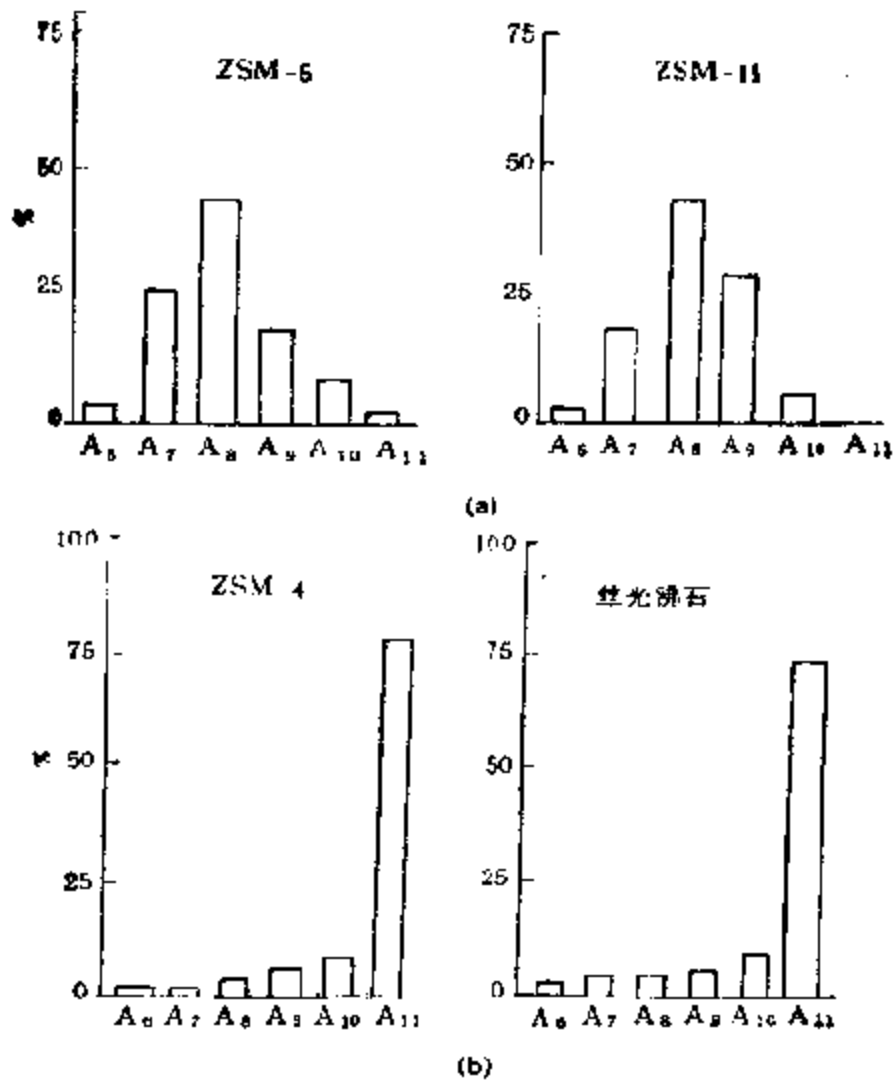 75
ZSM-5
50
%
25
0
A₆ A₇ A₈ A₉ A₁₀ A₁₁
75
ZSM-11
50
25
0
A₆ A₇ A₈ A₉ A₁₀ A₁₁
(a)
100
ZSM-4
75
%
50
25
0
A₆ A₇ A₈ A₉ A₁₀ A₁₁
100
丝光沸石
75
50
25
0
A₆ A₇ A₈ A₉ A₁₀ A₁₁
(b)